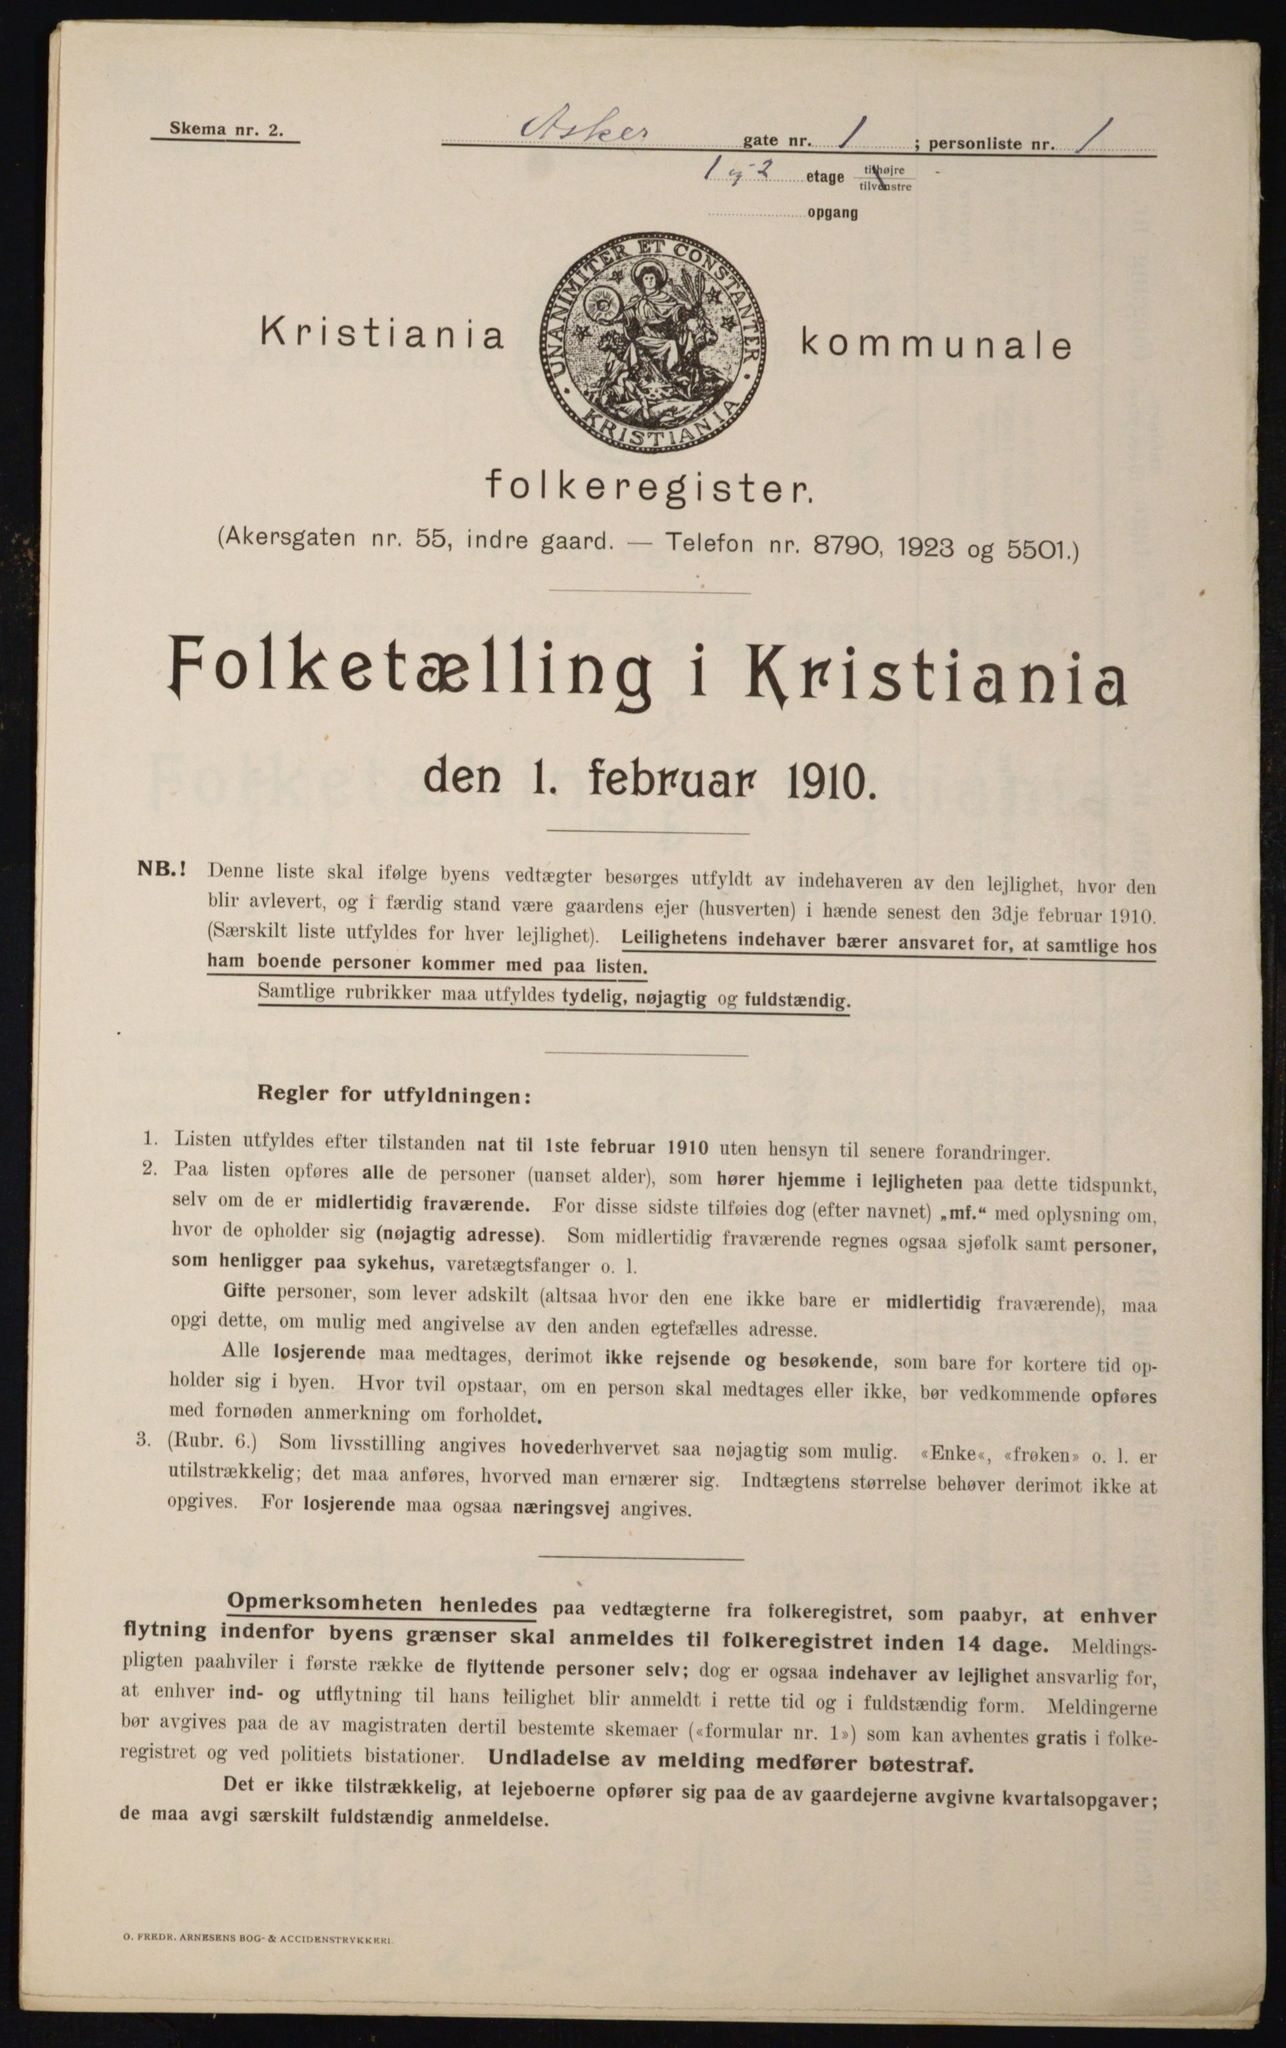 Skema nr. 2.
Asker gate nr. 1 ; personliste nr. 1
1 og 2 etage tilhøjre
tilvenstre
opgang
UNANIMITER ET CONSTANTER
KRISTIANIA
Kristiania kommunale
folkeregister.
(Akersgaten nr. 55, indre gaard. — Telefon nr. 8790, 1923 og 5501.)
Folketælling i Kristiania
den 1. februar 1910.
NB.! Denne liste skal ifølge byens vedtægter besørges utfyldt av indehaveren av den lejlighet, hvor den
blir avlevert, og i færdig stand være gaardens ejer (husverten) i hænde senest den 3dje februar 1910.
(Særskilt liste utfyldes for hver lejlighet). Leilighetens indehaver bærer ansvaret for, at samtlige hos
ham boende personer kommer med paa listen.
Samtlige rubrikker maa utfyldes tydelig, nøjagtig og fuldstændig.
Regler for utfyldningen:
1. Listen utfyldes efter tilstanden nat til 1ste februar 1910 uten hensyn til senere forandringer.
2. Paa listen opføres alle de personer (uanset alder), som hører hjemme i lejligheten paa dette tidspunkt,
selv om de er midlertidig fraværende. For disse sidste tilføies dog (efter navnet) „mf.“ med oplysning om,
hvor de opholder sig (nøjagtig adresse). Som midlertidig fraværende regnes ogsaa sjøfolk samt personer,
som henligger paa sykehus, varetægtsfanger o. l.
Gifte personer, som lever adskilt (altsaa hvor den ene ikke bare er midlertidig fraværende), maa
opgi dette, om mulig med angivelse av den anden egtefælles adresse.
Alle losjerende maa medtages, derimot ikke rejsende og besøkende, som bare for kortere tid op-
holder sig i byen. Hvor tvil opstaar, om en person skal medtages eller ikke, bør vedkommende opføres
med fornøden anmerkning om forholdet.
3. (Rubr. 6.) Som livsstilling angives hovederhvervet saa nøjagtig som mulig. «Enke«, «frøken» o. l. er
utilstrækkelig; det maa anføres, hvorved man ernærer sig. Indtægtens størrelse behøver derimot ikke at
opgives. For losjerende maa ogsaa næringsvej angives.
Opmerksomheten henledes paa vedtægterne fra folkeregistret, som paabyr, at enhver
flytning indenfor byens grænser skal anmeldes til folkeregistret inden 14 dage. Meldings-
pligten paahviler i første række de flyttende personer selv; dog er ogsaa indehaver av lejlighet ansvarlig for,
at enhver ind- og utflytning til hans leilighet blir anmeldt i rette tid og i fuldstændig form. Meldingerne
bør avgives paa de av magistraten dertil bestemte skemaer («formular nr. 1») som kan avhentes gratis i folke-
registret og ved politiets bistationer. Undladelse av melding medfører bøtestraf.
Det er ikke tilstrækkelig, at lejeboerne opfører sig paa de av gaardejerne avgivne kvartalsopgaver;
de maa avgi særskilt fuldstændig anmeldelse.
O. FREDR. ARNESENS BOG- & ACCIDENSTRYKKERI